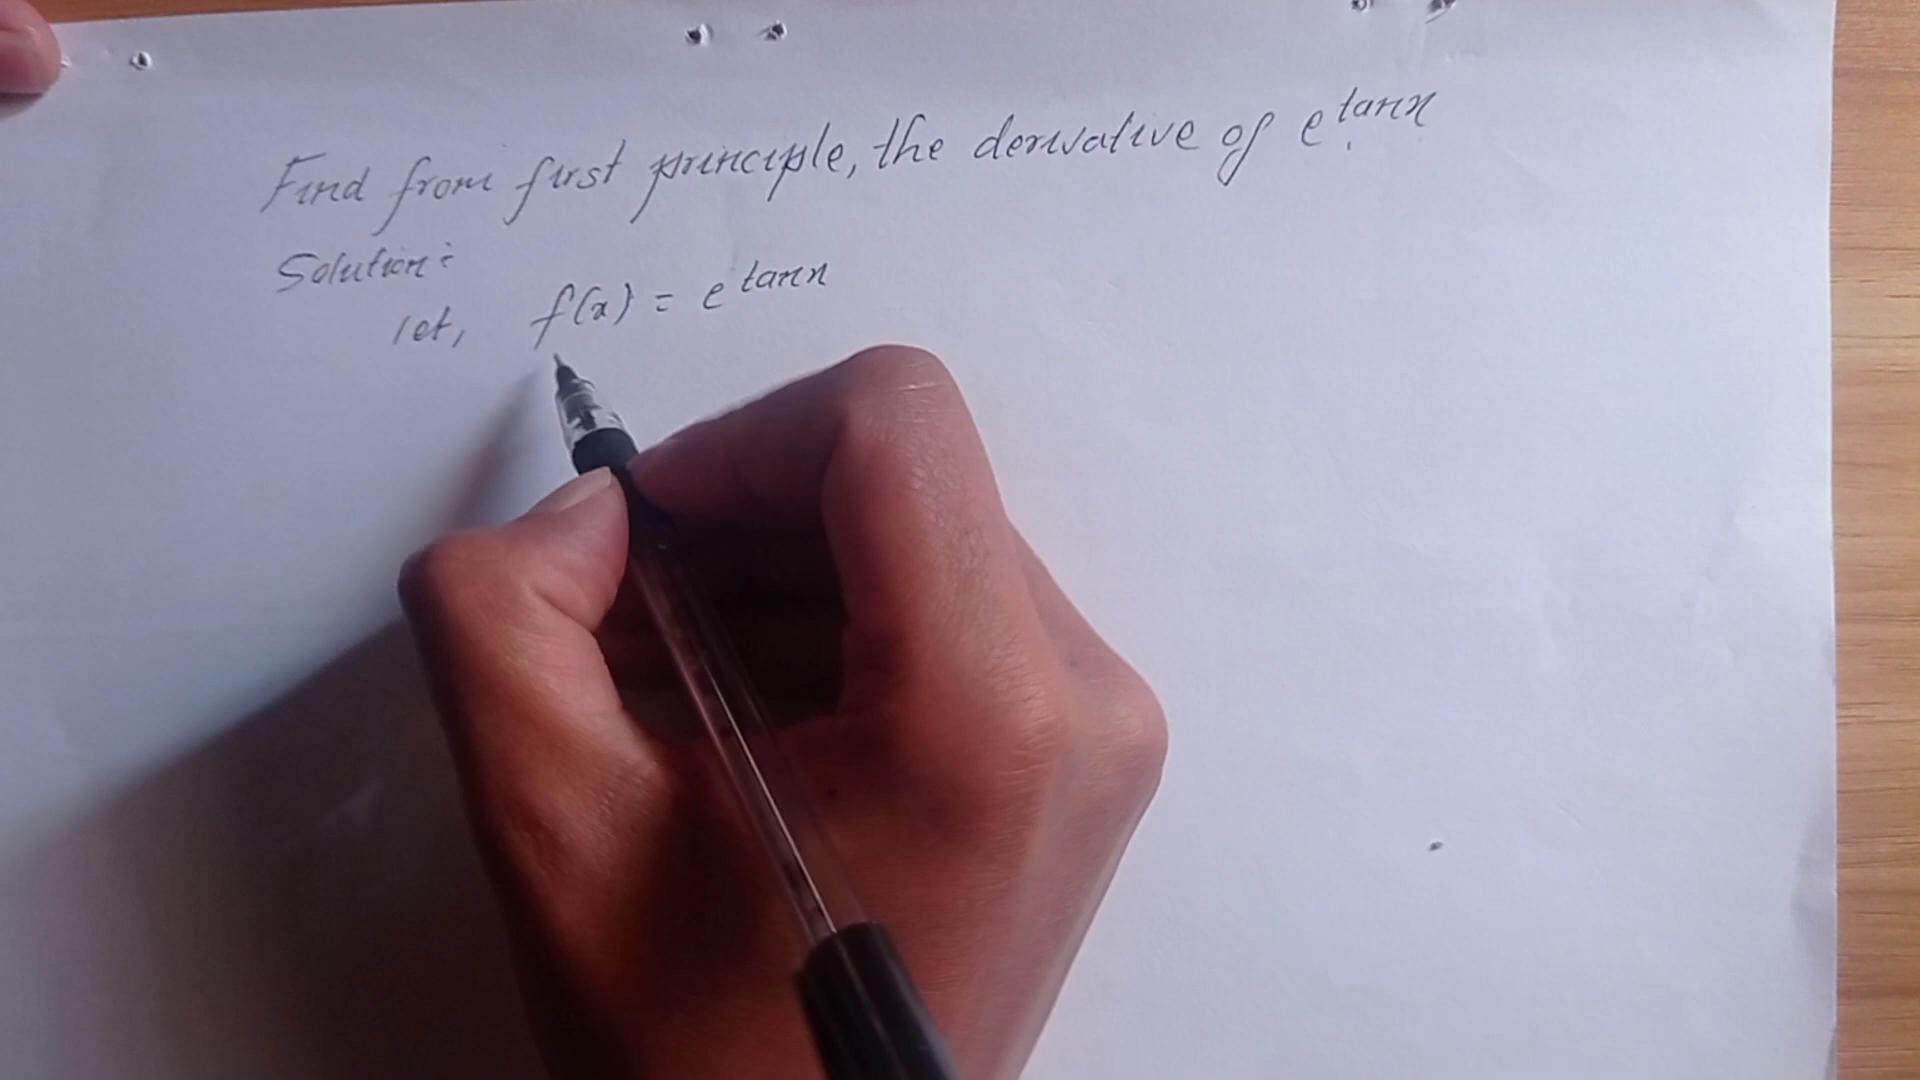 Find from first principle, the derivative of e^tanx.
Solution:
let, f(x) = e^tanx